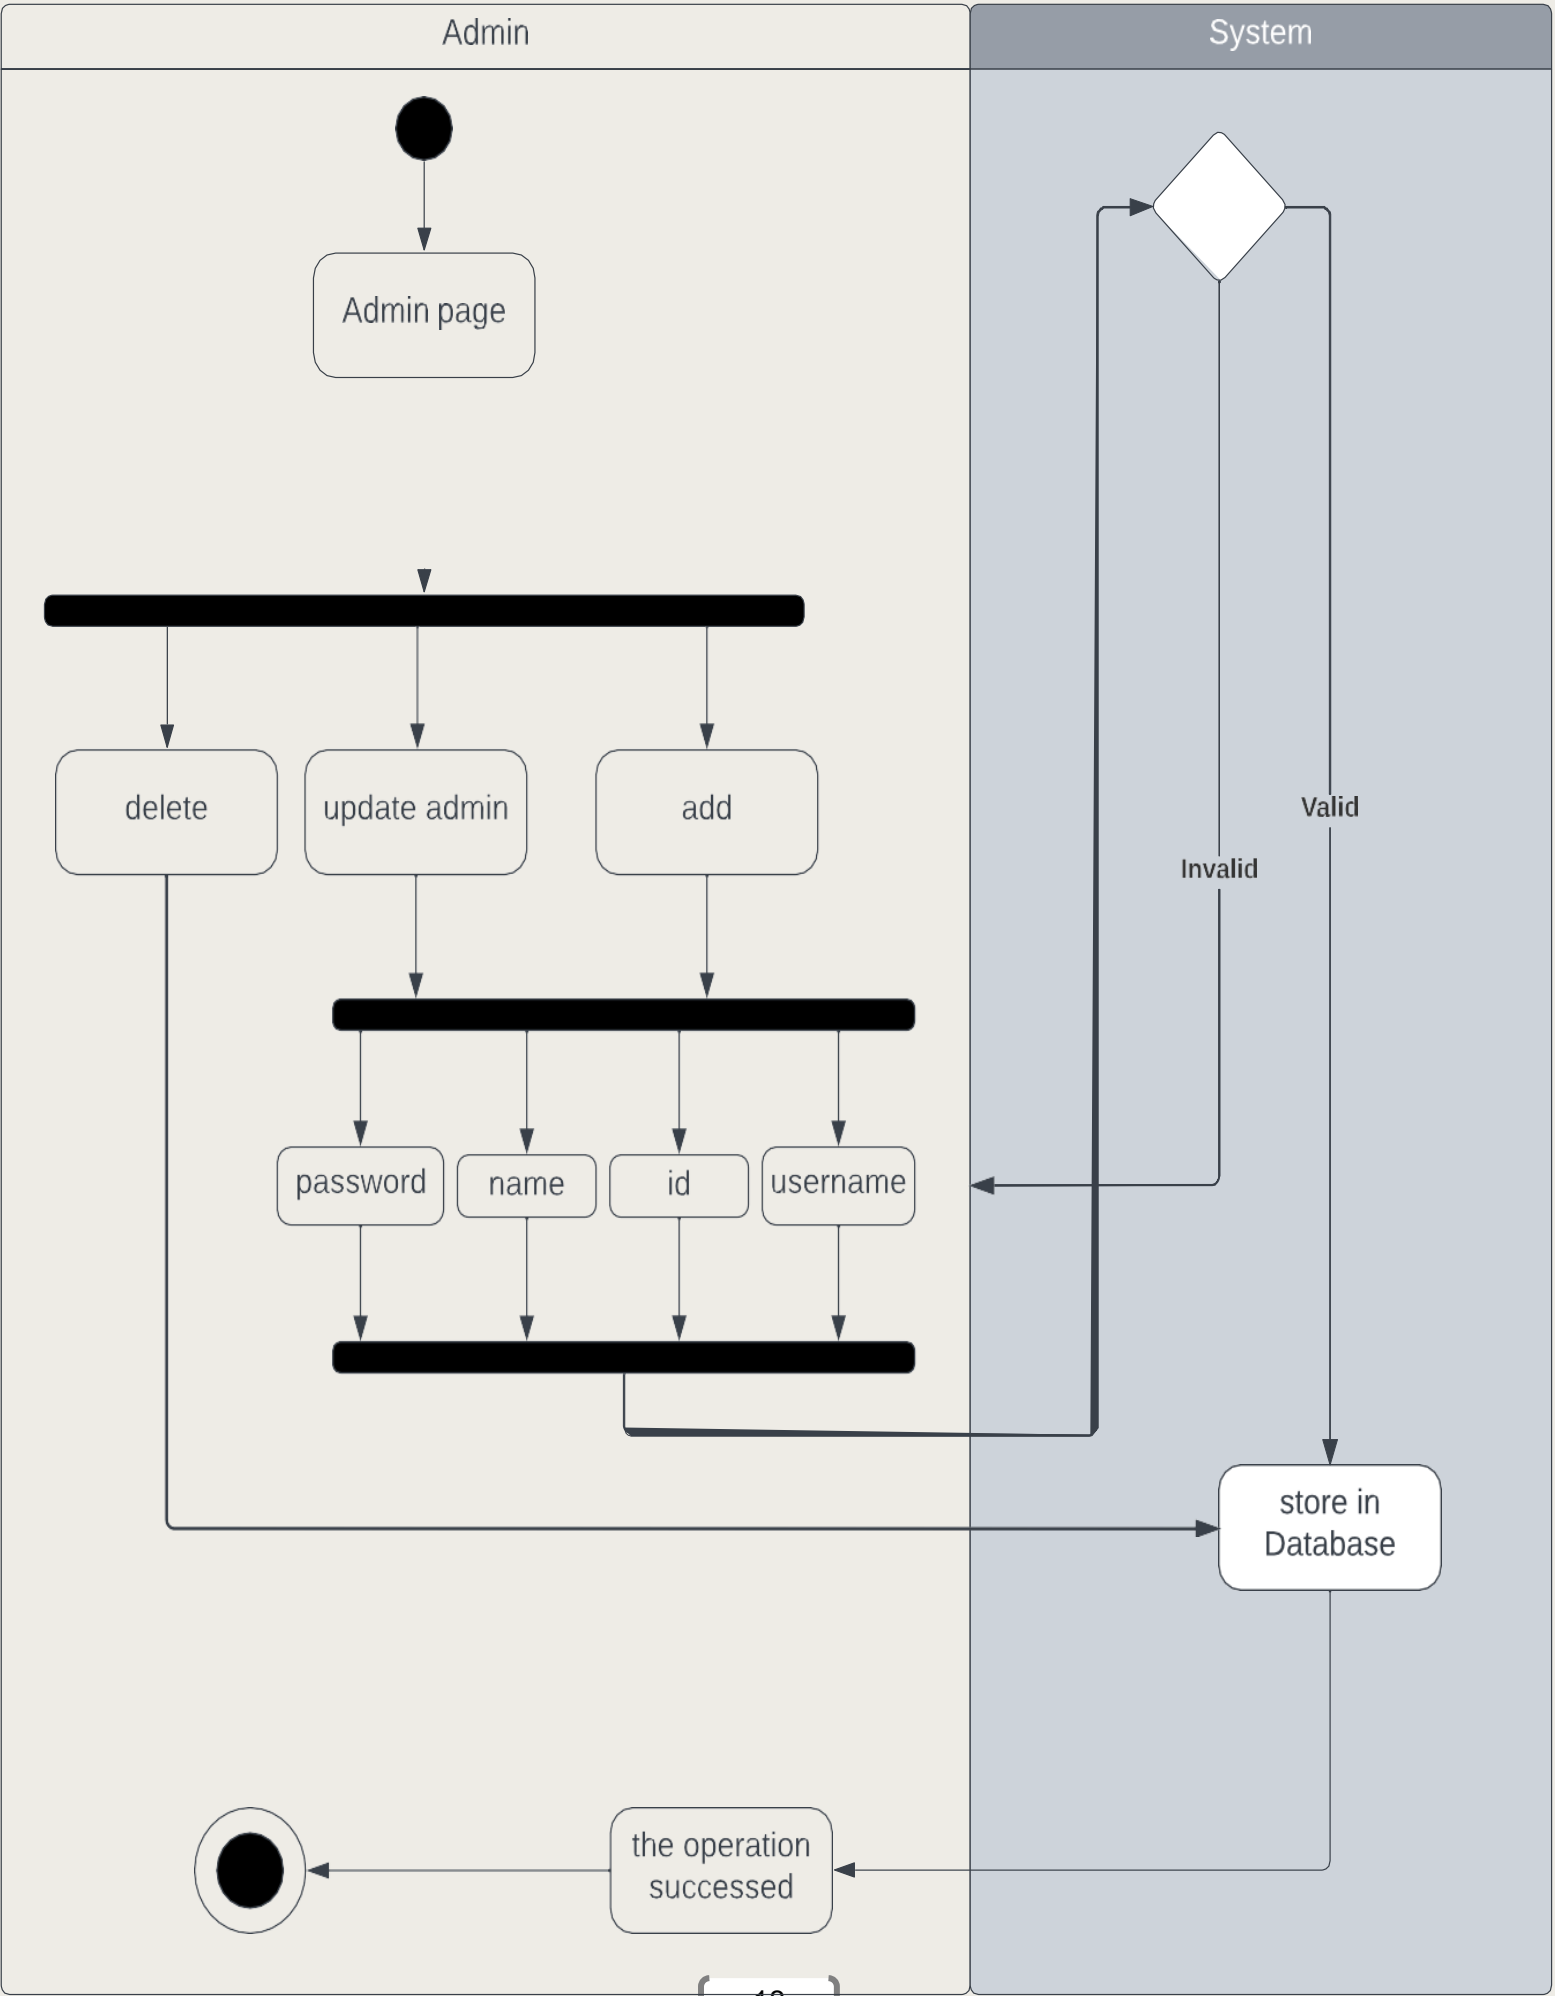 Admin
System
Admin page
delete
update admin
add
Valid
Invalid
password
name
id
username
store in
Database
the operation
successed